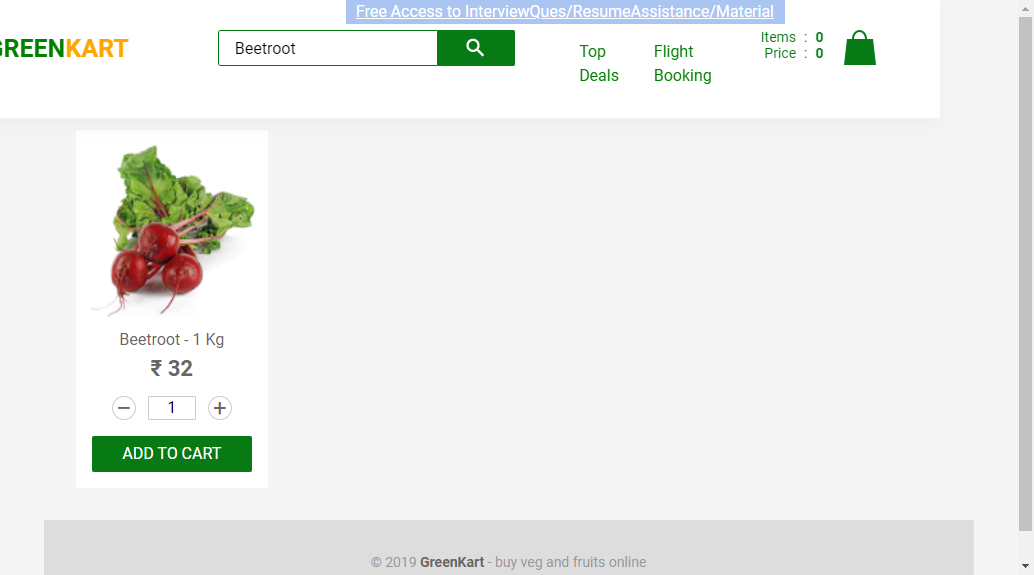 Free Access to InterviewQues/ResumeAssistance/Material
GREENKART
Beetroot
Top Deals
Flight Booking
Items : 0
Price : 0
Beetroot - 1 Kg
₹ 32
1
ADD TO CART
© 2019 GreenKart - buy veg and fruits online